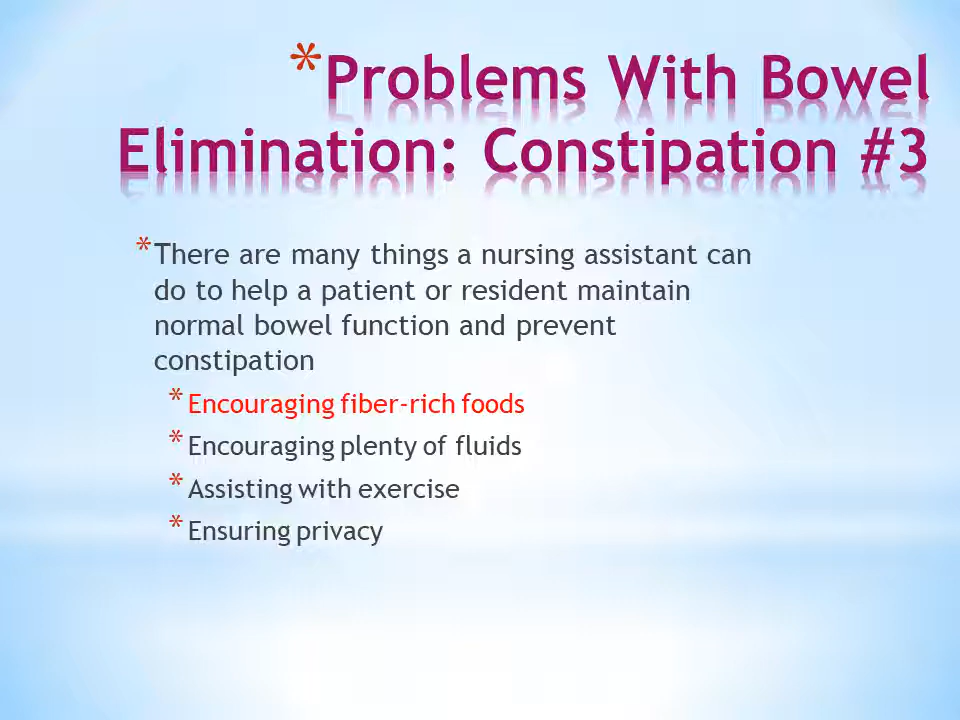 *Problems With Bowel
Elimination: Constipation #3
*There are many things a nursing assistant can
do to help a patient or resident maintain
normal bowel function and prevent
constipation
*Encouraging fiber-rich foods
*Encouraging plenty of fluids
*Assisting with exercise
*Ensuring privacy